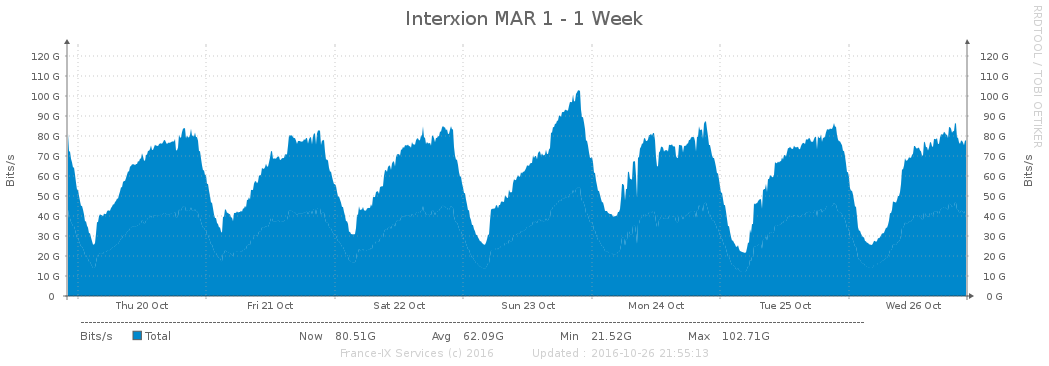 Interxion MAR 1 - 1 Week
RRDTOOL / TOBI OETIKER
Bits/s
120 G
110 G
100 G
90 G
80 G
70 G
60 G
50 G
40 G
30 G
20 G
10 G
0
120 G
110 G
100 G
90 G
80 G
70 G
60 G
50 G
40 G
30 G
20 G
10 G
0 G
Bits/s
Thu 20 Oct Fri 21 Oct Sat 22 Oct Sun 23 Oct Mon 24 Oct Tue 25 Oct Wed 26 Oct
Bits/s Total Now 80.51G Avg 62.09G Min 21.52G Max 102.71G
France-IX Services (c) 2016 Updated : 2016-10-26 21:55:13